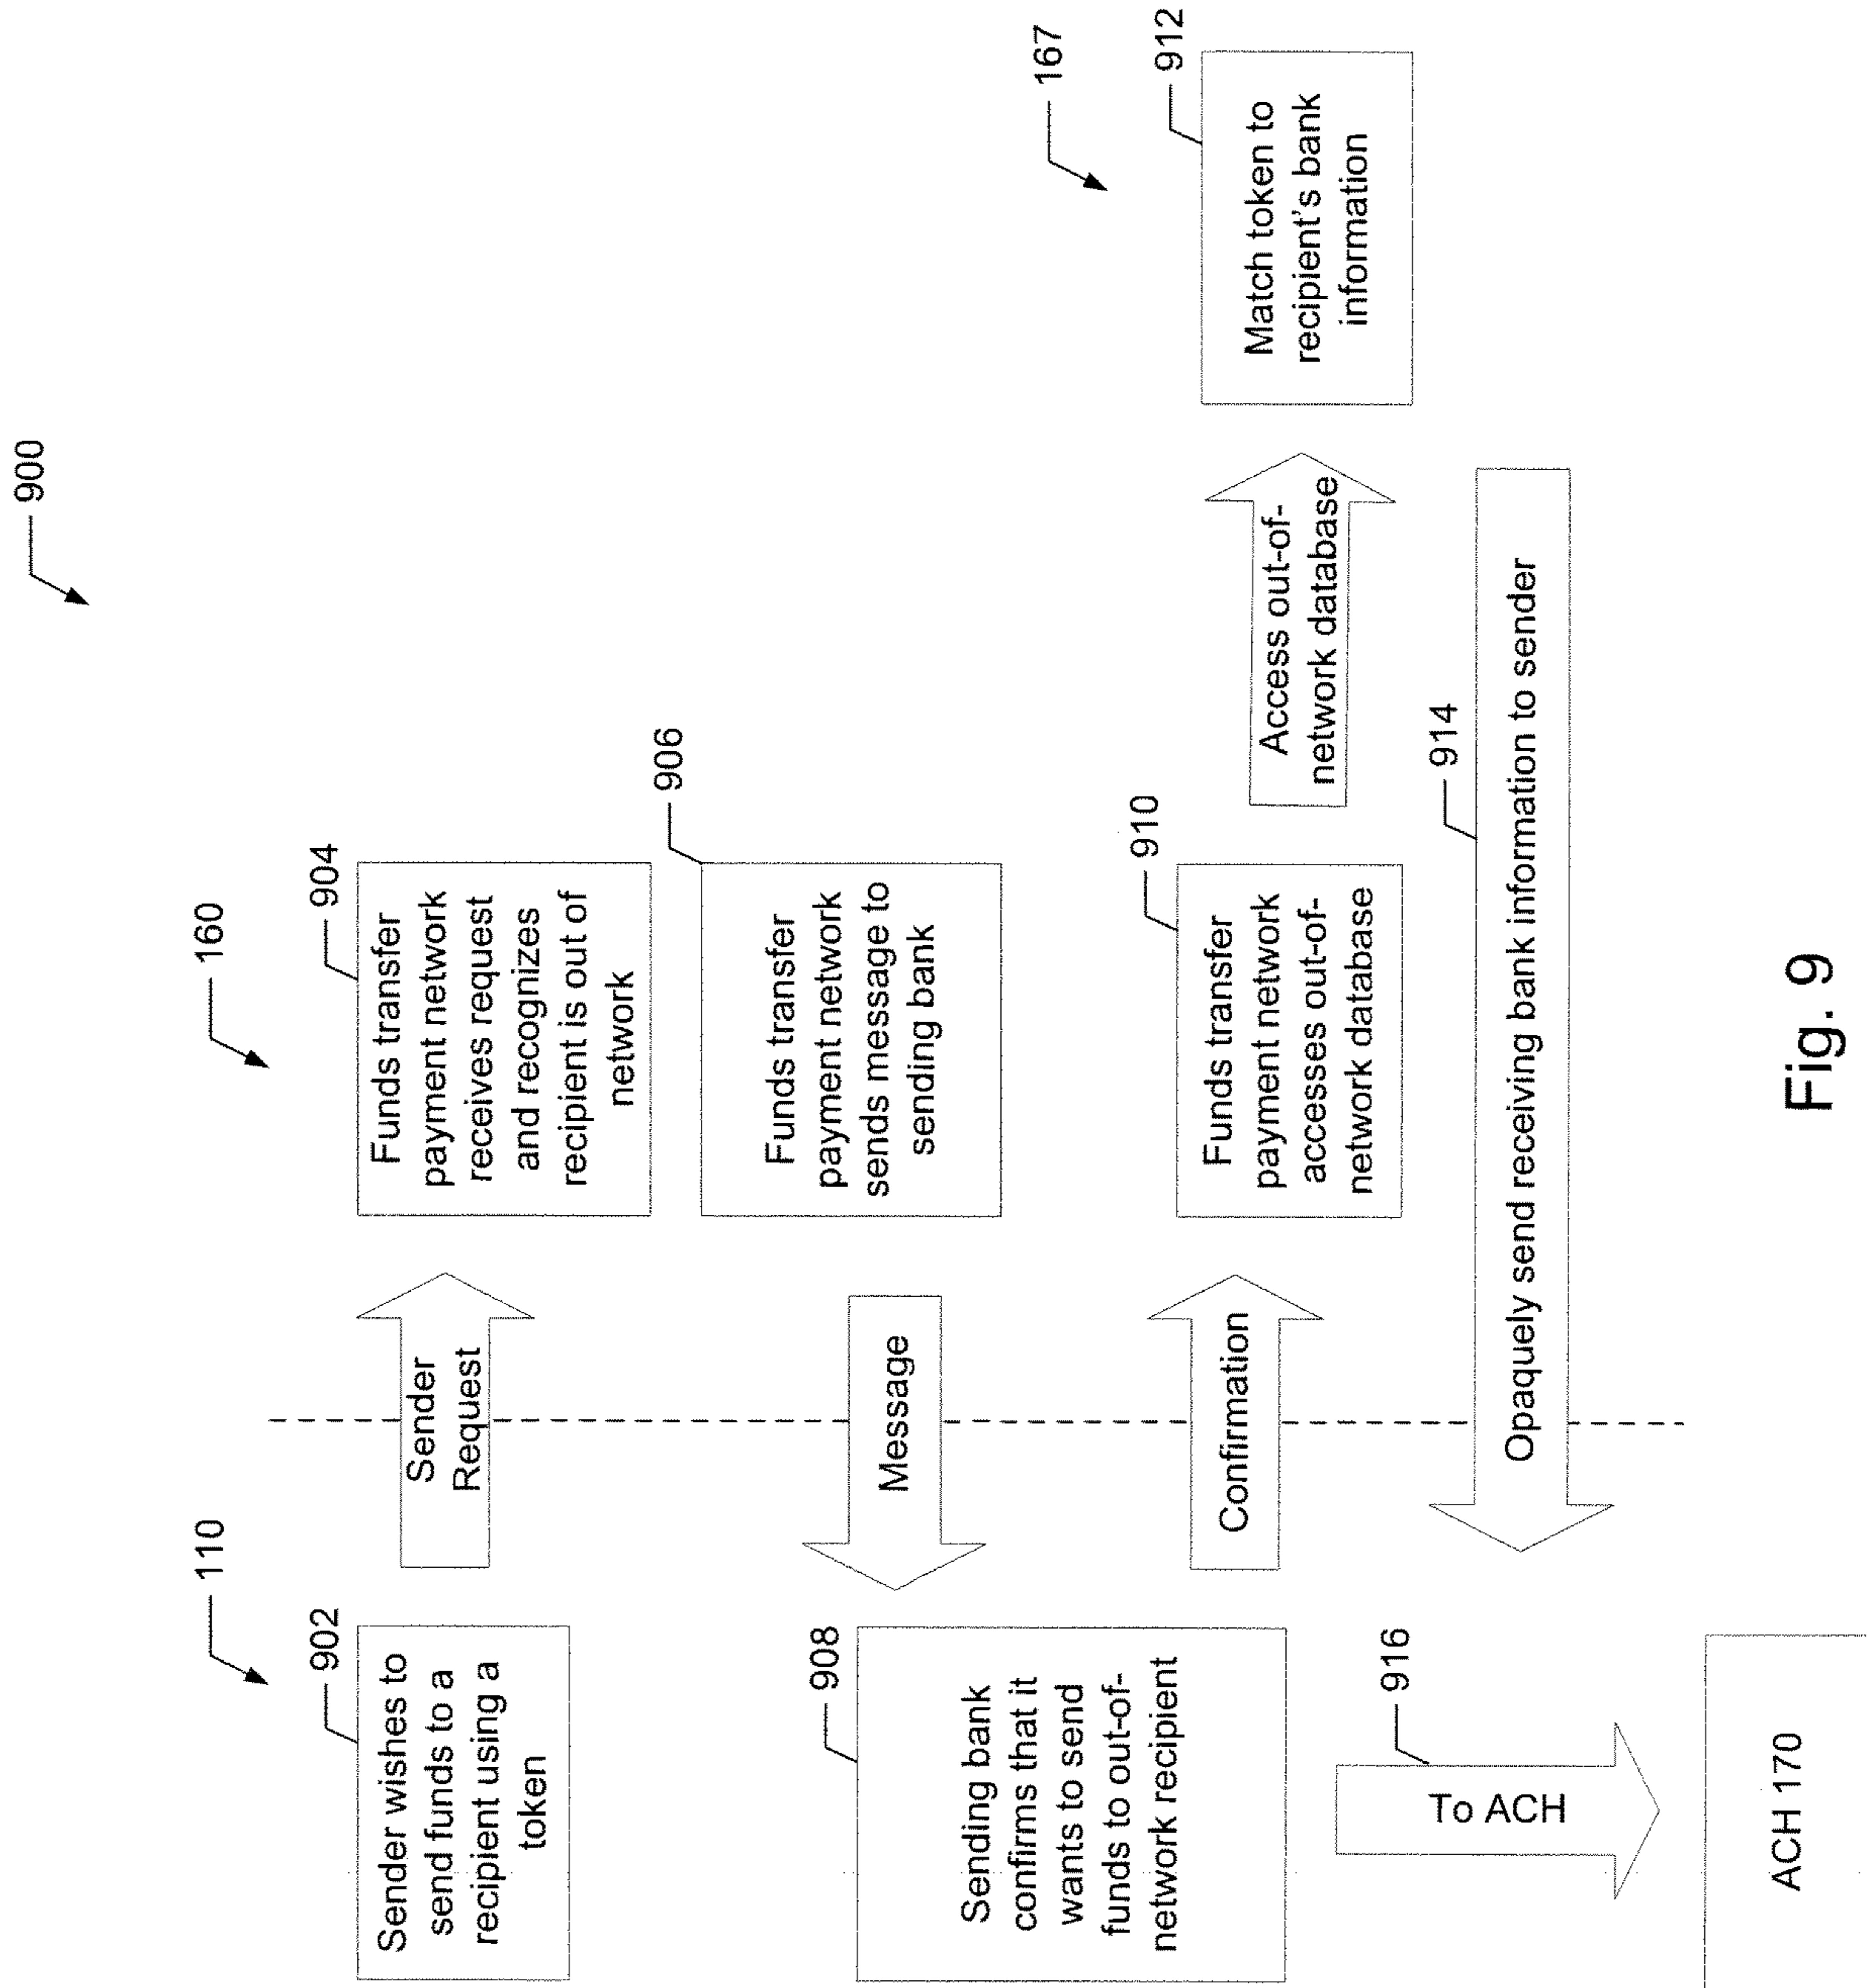 900
110
160
167
902
Sender wishes to
send funds to a
recipient using a
token
Sender
Request
904
Funds transfer
payment network
receives request
and recognizes
recipient is out of
network
906
Funds transfer
payment network
sends message to
sending bank
Message
908
Sending bank
confirms that it
wants to send
funds to out-of-
network recipient
Confirmation
910
Funds transfer
payment network
accesses out-of-
network database
Access out-of-
network database
912
Match token to
recipient's bank
information
914
Opaquely send receiving bank information to sender
916
To ACH
ACH 170
Fig. 9